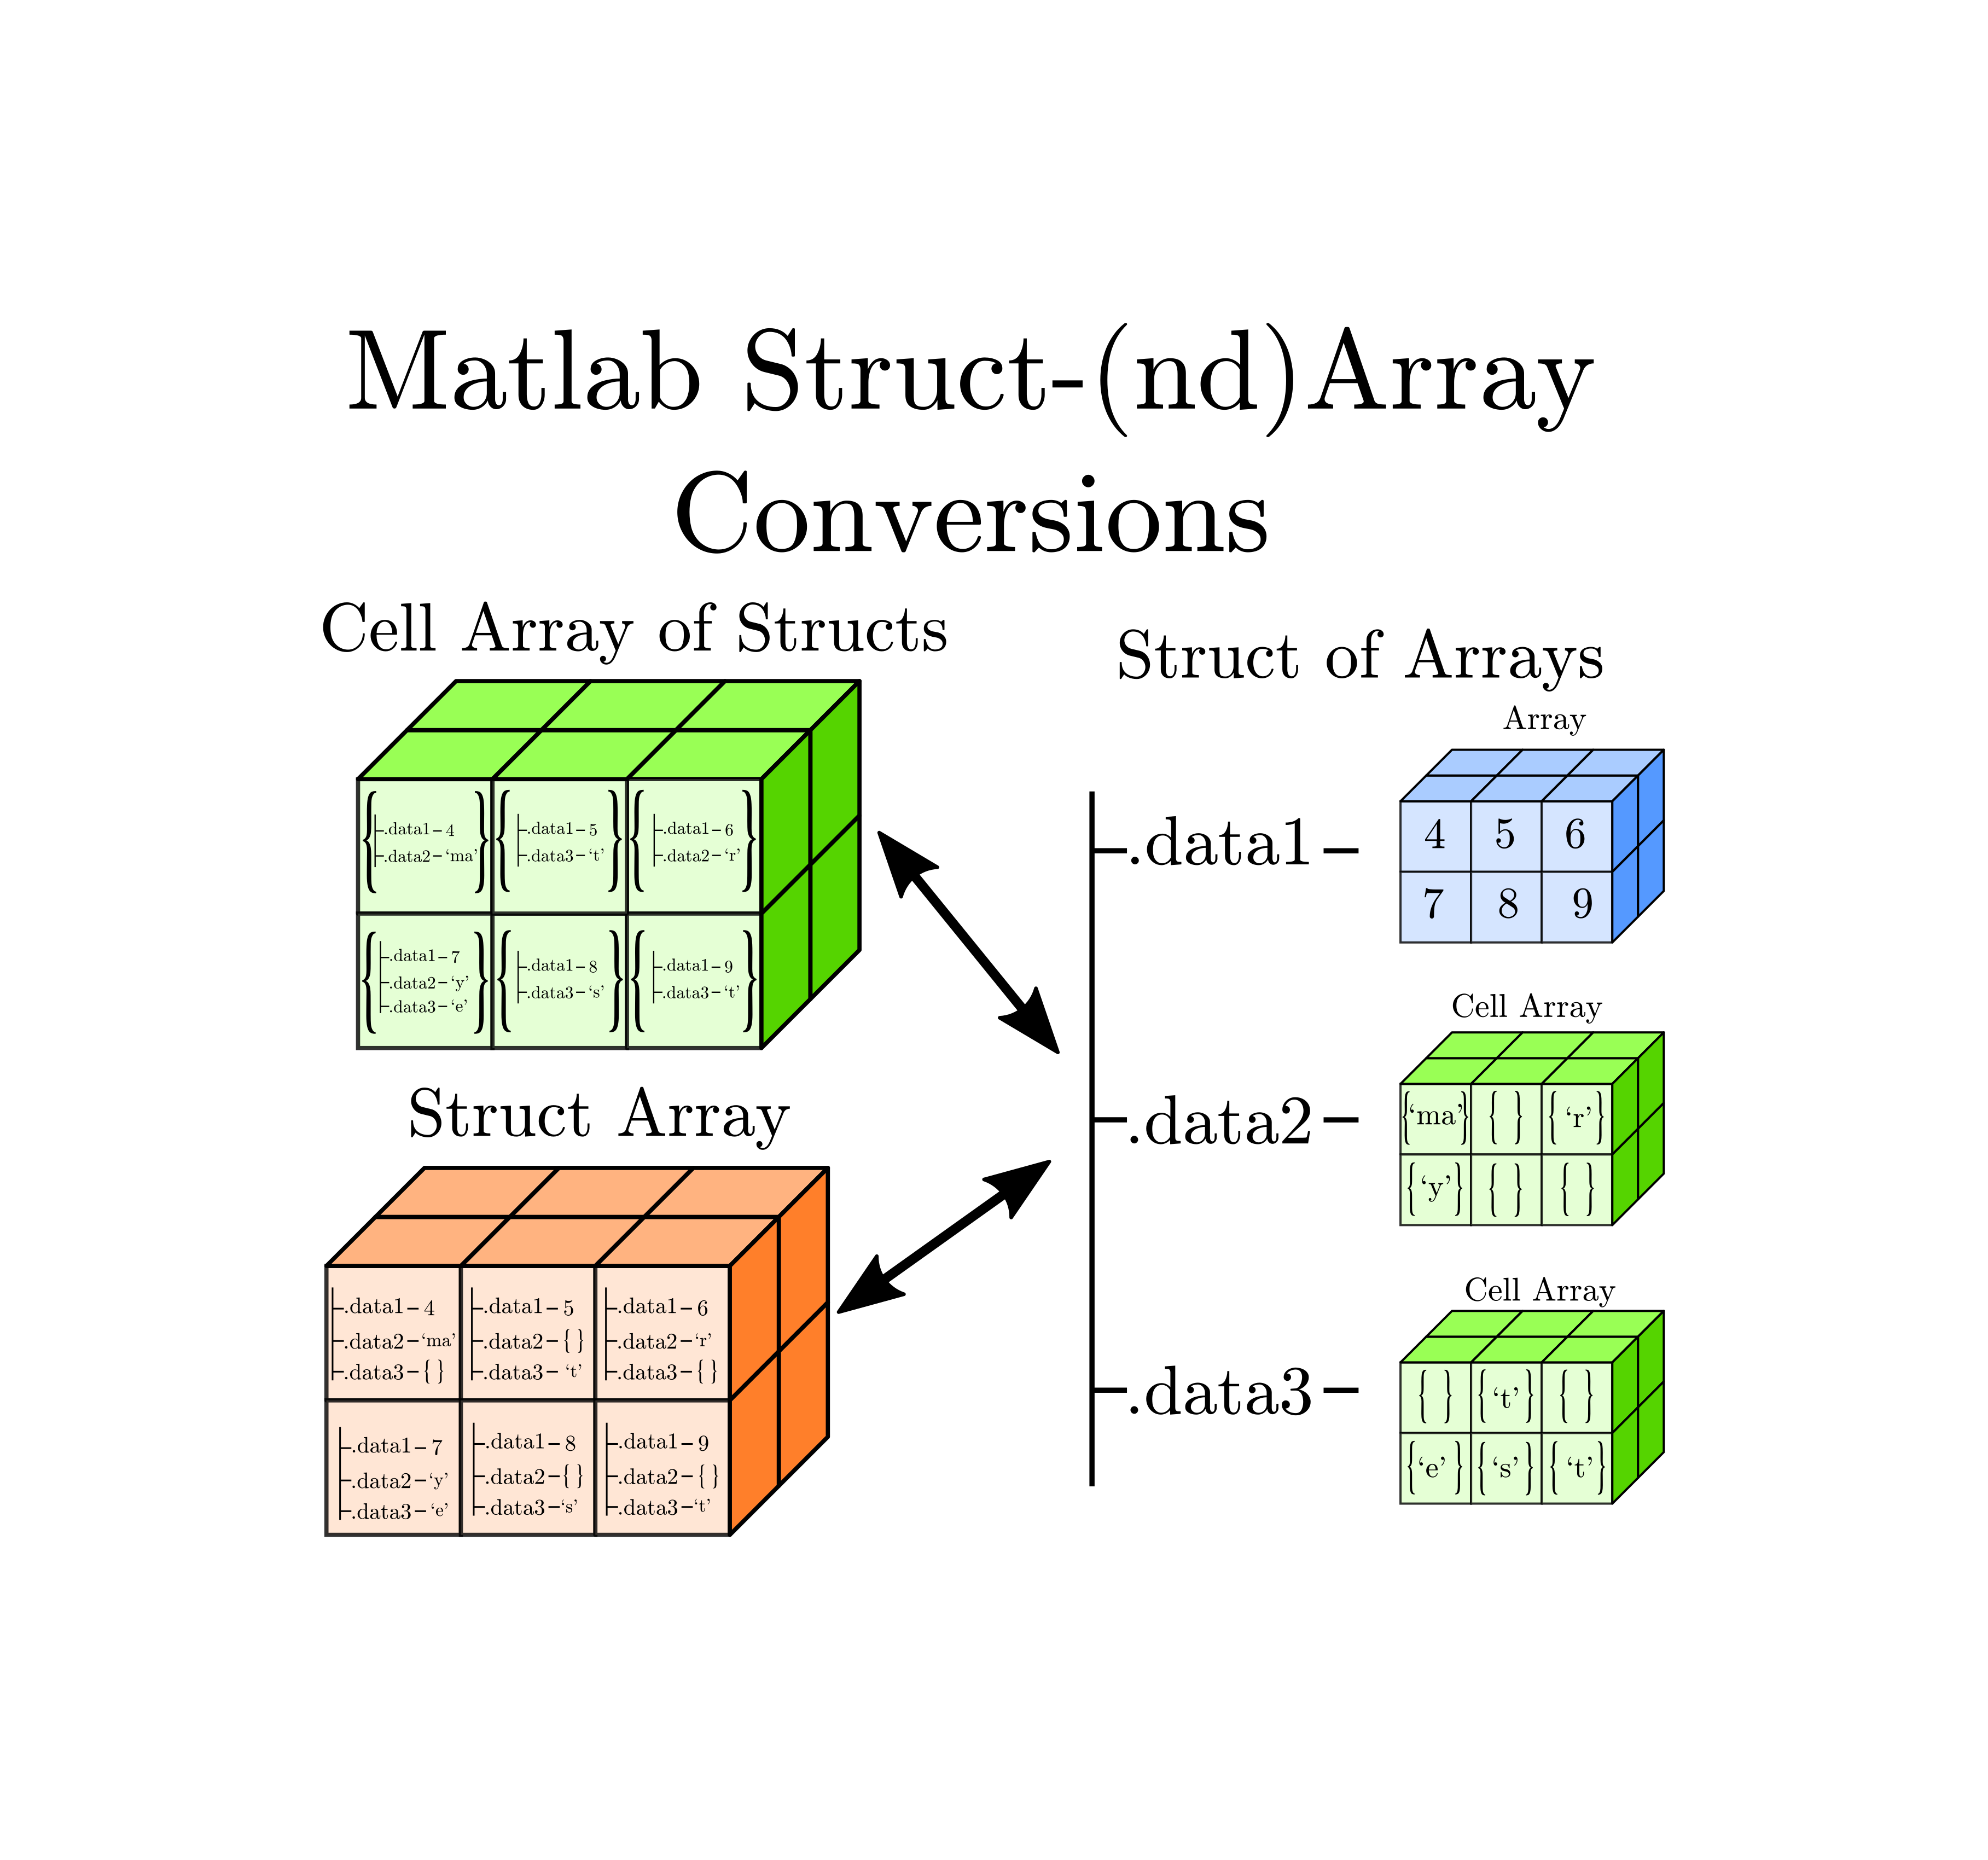 Matlab Struct-(nd)Array
Conversions
Cell Array of Structs
{ .data1 – 4 } { .data1 – 5 } { .data1 – 6 }
{ .data2 – ‘ma’ } { .data3 – ‘t’ } { .data2 – ‘r’ }
{ .data1 – 7 } { .data1 – 8 } { .data1 – 9 }
{ .data2 – ‘y’ } { .data3 – ‘s’ } { .data3 – ‘t’ }
.data3 – ‘e’
Struct Array
.data1 – 4 .data1 – 5 .data1 – 6
.data2 – ‘ma’ .data2 – { } .data2 – ‘r’
.data3 – { } .data3 – ‘t’ .data3 – { }
.data1 – 7 .data1 – 8 .data1 – 9
.data2 – ‘y’ .data2 – { } .data2 – { }
.data3 – ‘e’ .data3 – ‘s’ .data3 – ‘t’
Struct of Arrays
Array
.data1 –
4 5 6
7 8 9
Cell Array
.data2 –
{‘ma’} { } {‘r’}
{‘y’} { } { }
Cell Array
.data3 –
{ } {‘t’} { }
{‘e’} {‘s’} {‘t’}